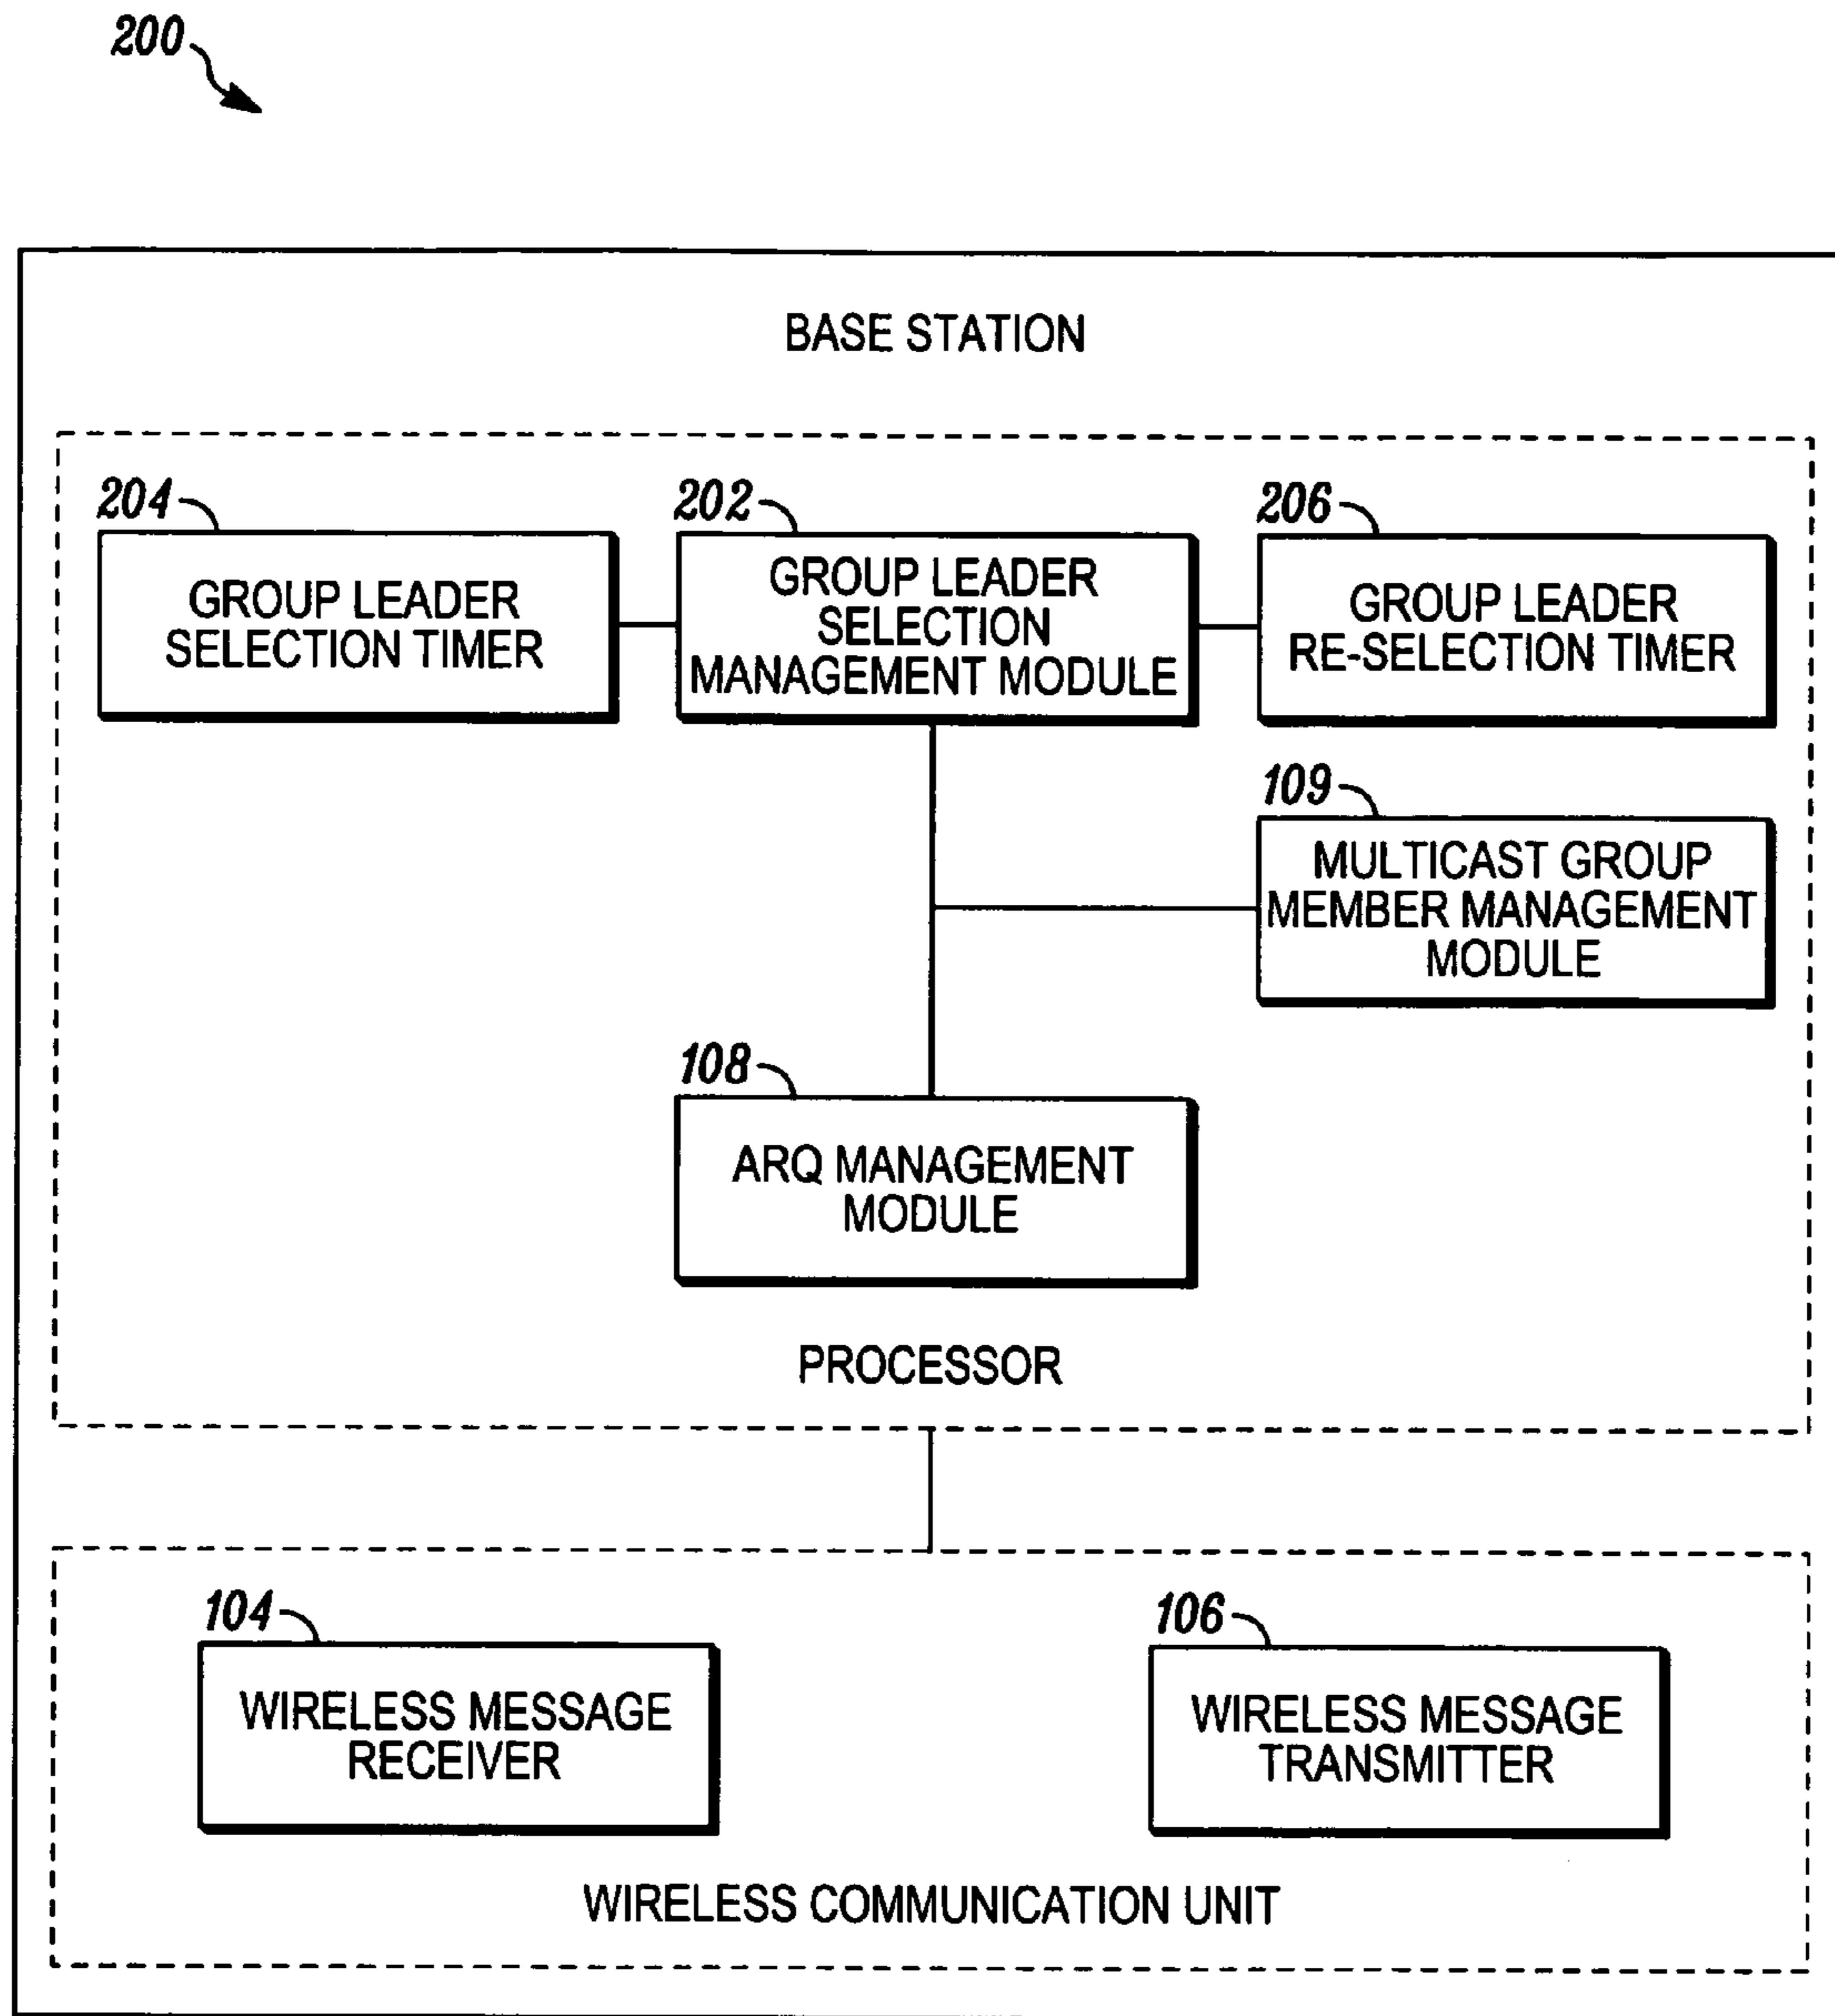 200
BASE STATION
204
202
206
GROUP LEADER
SELECTION TIMER
GROUP LEADER
SELECTION
MANAGEMENT MODULE
GROUP LEADER
RE-SELECTION TIMER
109
MULTICAST GROUP
MEMBER MANAGEMENT
MODULE
108
ARQ MANAGEMENT
MODULE
PROCESSOR
104
106
WIRELESS MESSAGE
RECEIVER
WIRELESS MESSAGE
TRANSMITTER
WIRELESS COMMUNICATION UNIT